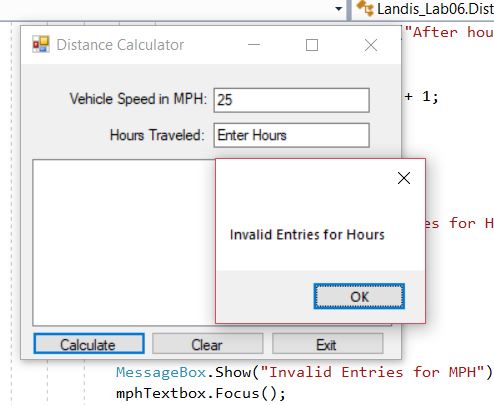 Landis_Lab06.Dist
"After hou
Distance Calculator
Vehicle Speed in MPH: 25
+ 1;
Hours Traveled: Enter Hours
es for H
Invalid Entries for Hours
OK
Calculate Clear Exit
MessageBox.Show("Invalid Entries for MPH")
mphTextbox.Focus();